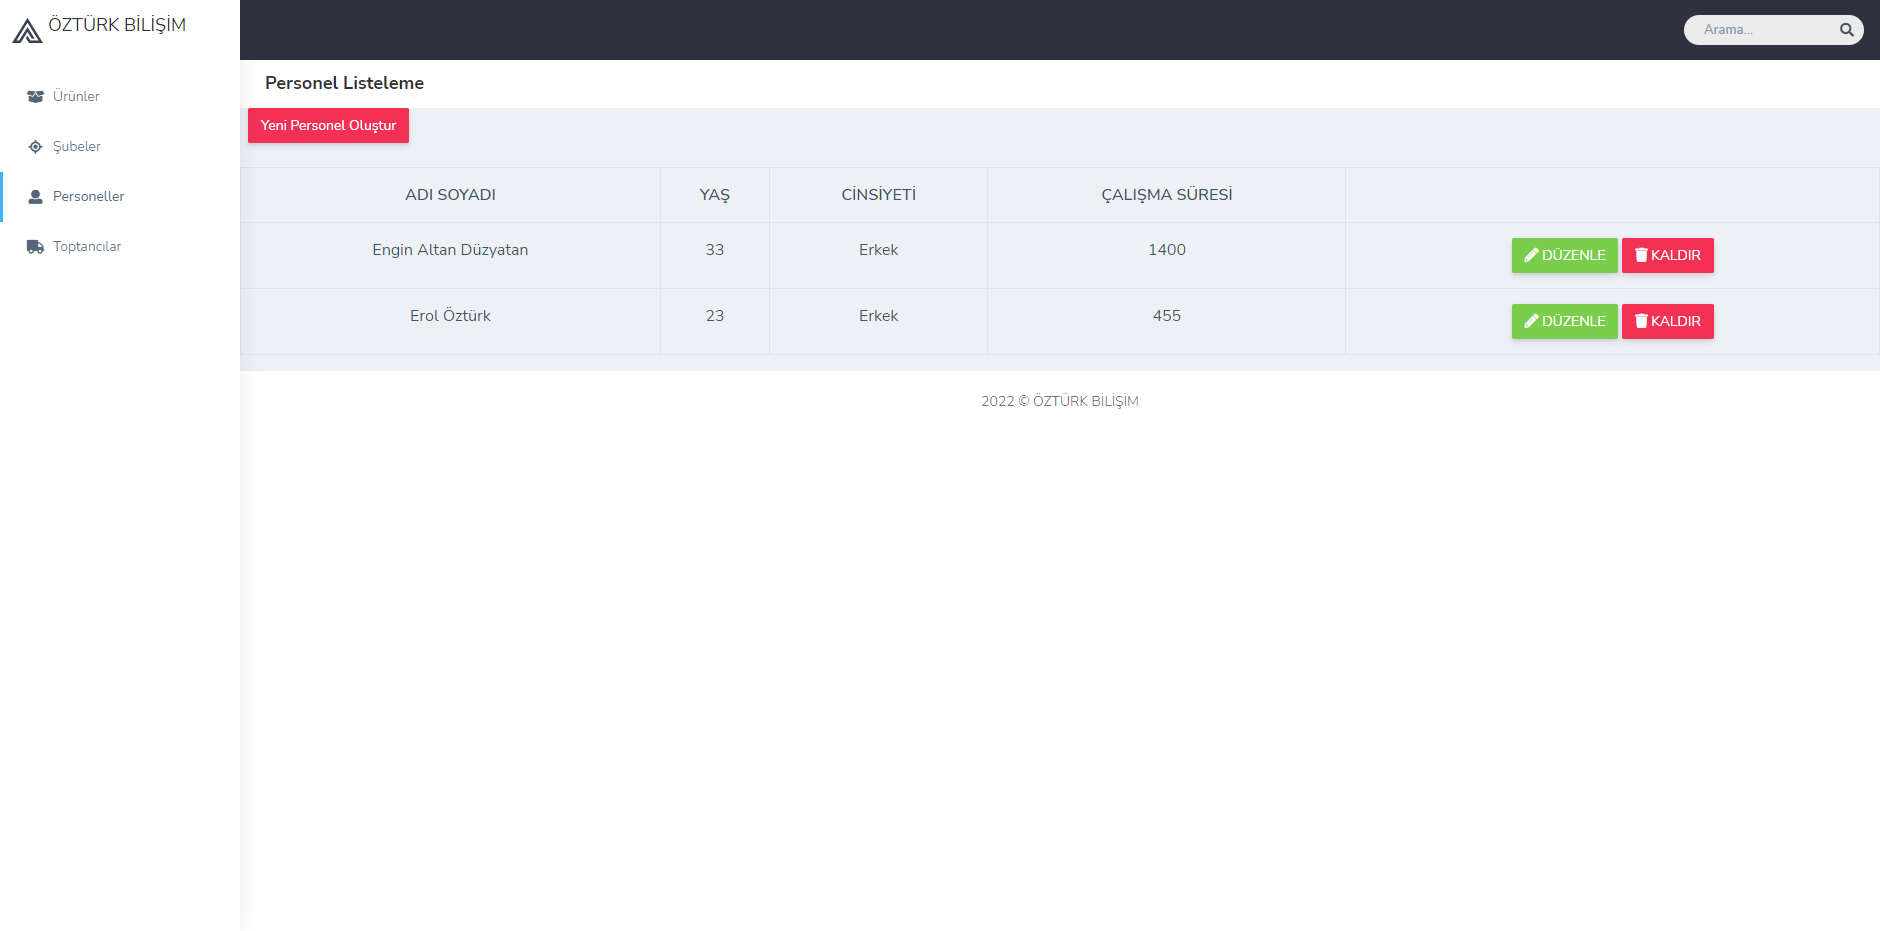 ÖZTÜRK BİLİŞİM
Arama...
Ürünler
Şubeler
Personeller
Toptancılar
Personel Listeleme
Yeni Personel Oluştur
ADI SOYADI YAŞ CİNSİYETİ ÇALIŞMA SÜRESİ
Engin Altan Düzyatan 33 Erkek 1400 DÜZENLE KALDIR
Erol Öztürk 23 Erkek 455 DÜZENLE KALDIR
2022 © ÖZTÜRK BİLİŞİM